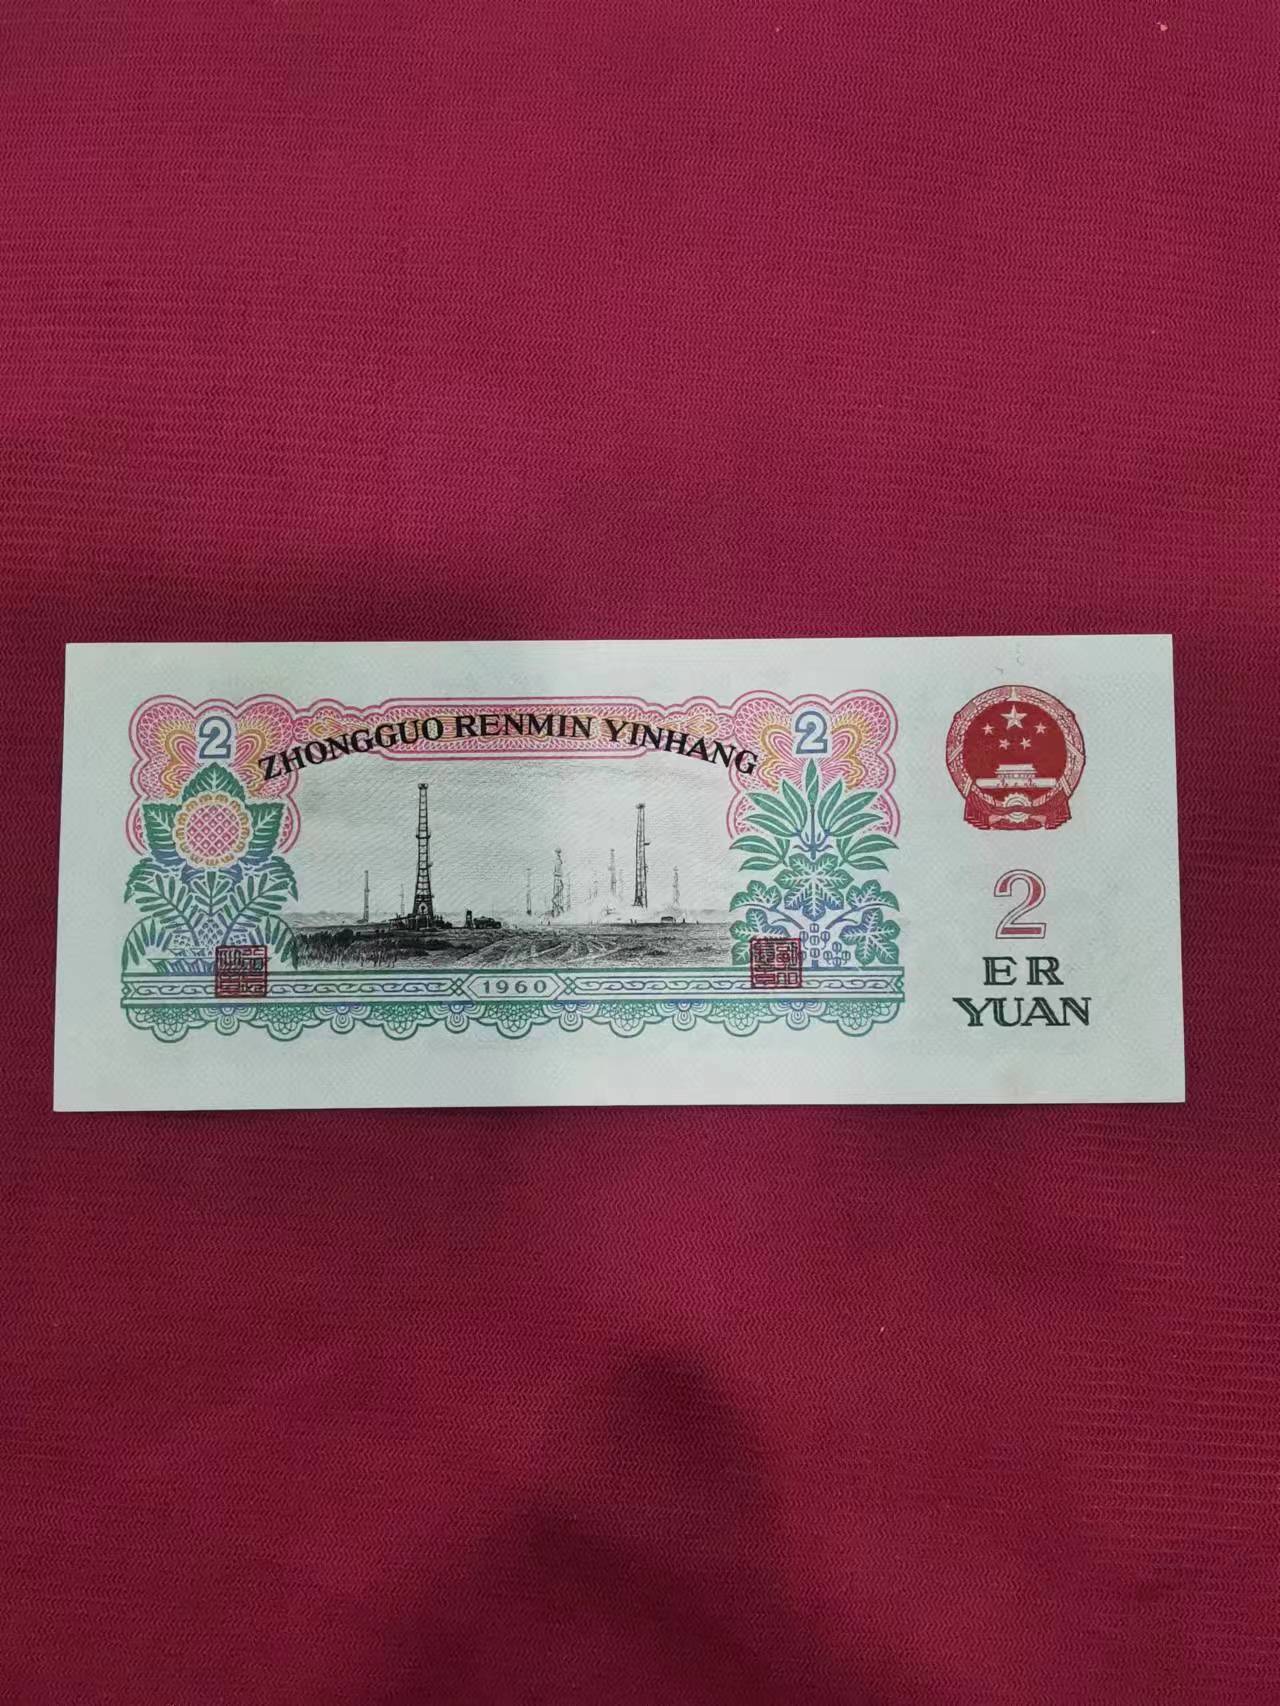 2
ZHONGGUO RENMIN YINHANG
2
1960
2
ER
YUAN